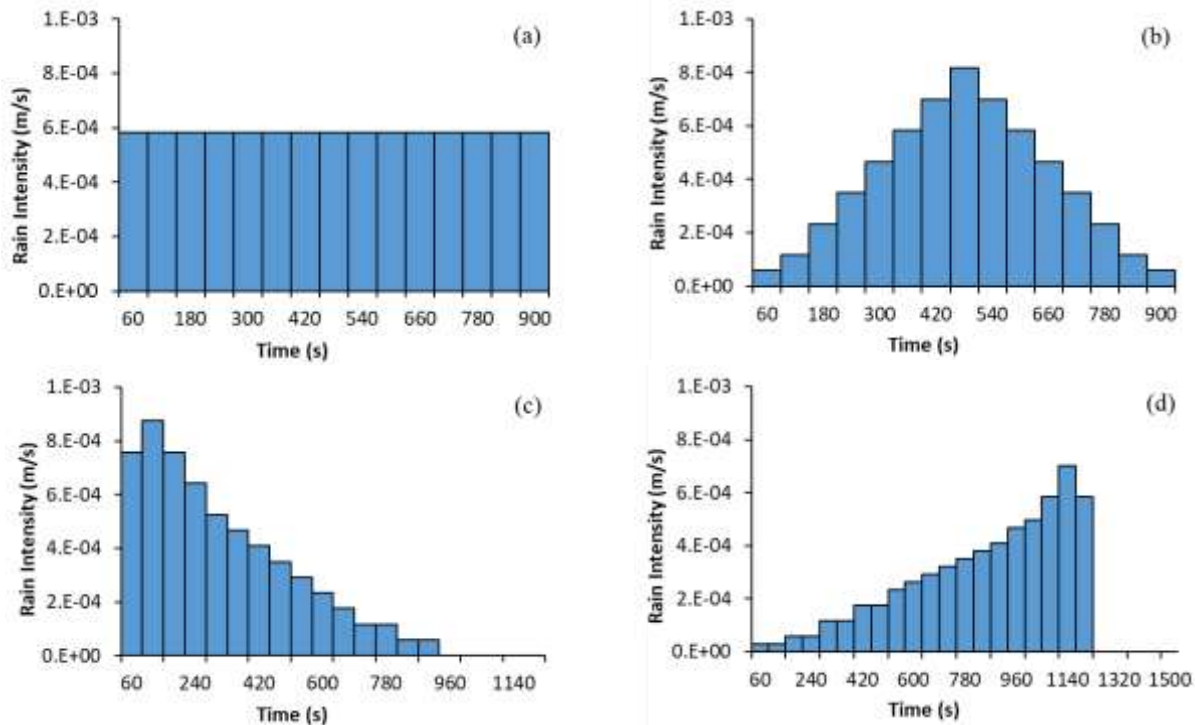 (a)
Rain Intensity (m/s)
1.E-03
8.E-04
6.E-04
4.E-04
2.E-04
0.E+00
60 180 300 420 540 660 780 900
Time (s)
(b)
Rain Intensity (m/s)
1.E-03
8.E-04
6.E-04
4.E-04
2.E-04
0.E+00
60 180 300 420 540 660 780 900
Time (s)
(c)
Rain Intensity (m/s)
1.E-03
8.E-04
6.E-04
4.E-04
2.E-04
0.E+00
60 240 420 600 780 960 1140
Time (s)
(d)
Rain Intensity (m/s)
1.E-03
8.E-04
6.E-04
4.E-04
2.E-04
0.E+00
60 240 420 600 780 960 1140 1320 1500
Time (s)